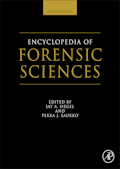 ENCYCLOPEDIA OF
FORENSIC
SCIENCES
EDITED BY
JAY A. SIEGEL
AND
PEKKA J. SAUKKO